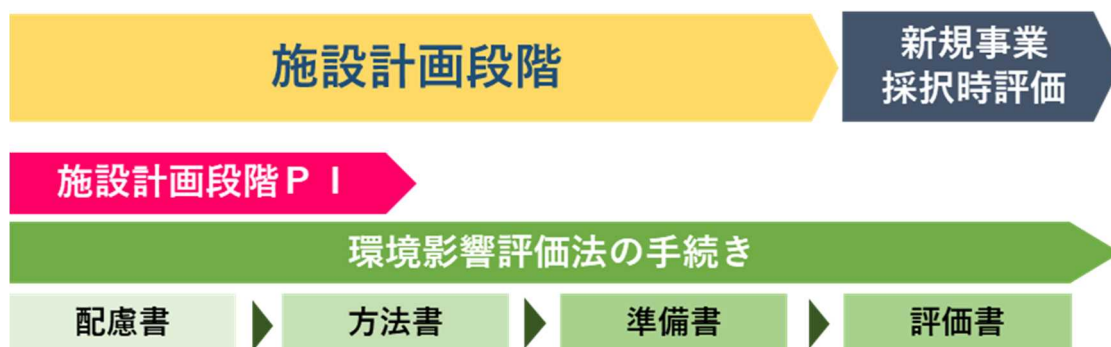 施設計画段階
新規事業
採択時評価
施設計画段階ＰＩ
環境影響評価法の手続き
配慮書
方法書
準備書
評価書